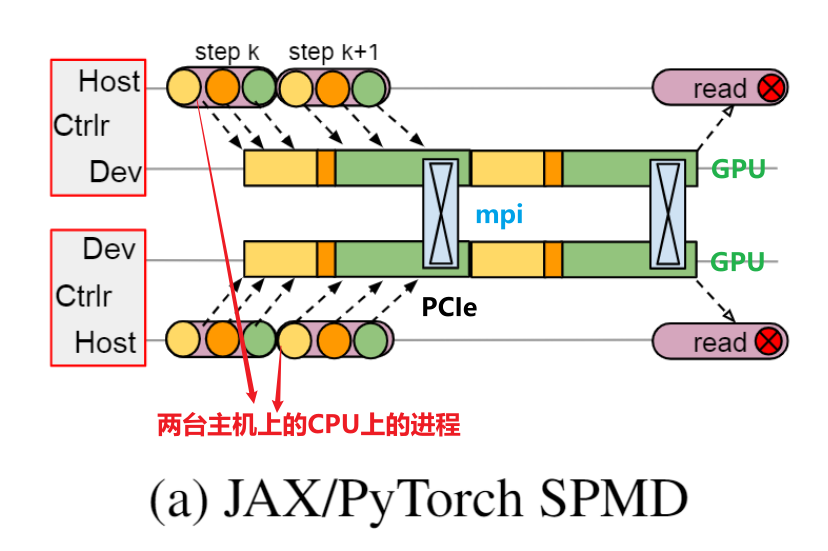 step k step k+1
Host
read
Ctrlr
Dev
GPU
mpi
Dev
GPU
Ctrlr
PCIe
Host
read
两台主机上的CPU上的进程
(a) JAX/PyTorch SPMD